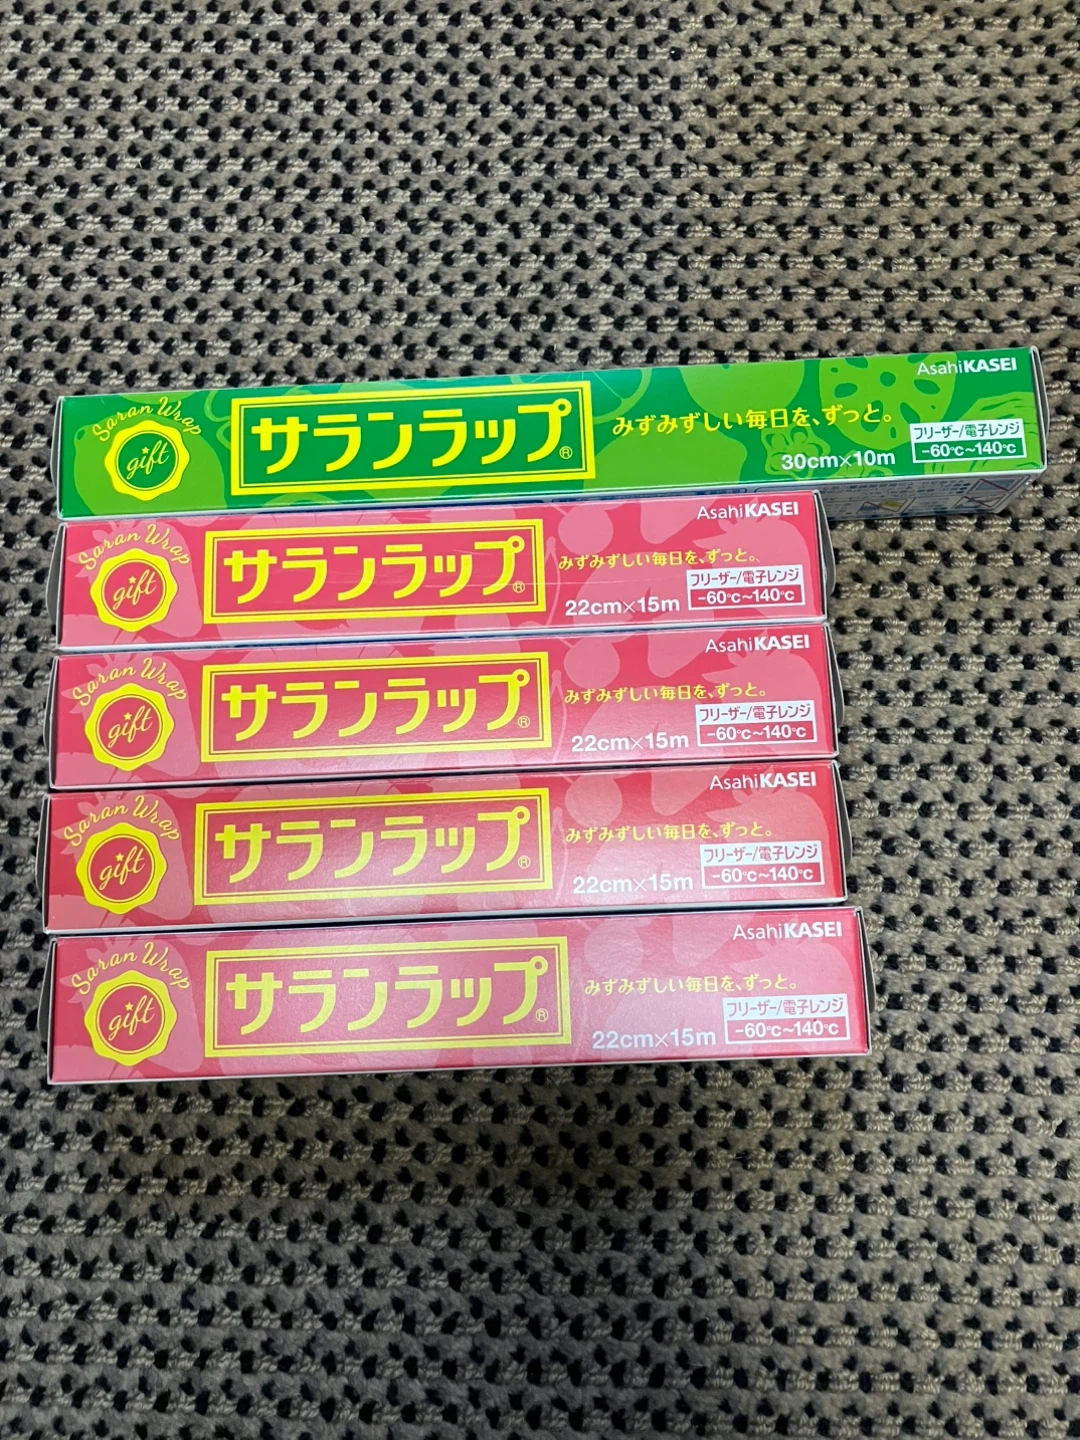 Saran Wrap
gift
サランラップ®
みずみずしい毎日を、ずっと。
30cm×10m
AsahiKASEI
フリーザー/電子レンジ
-60℃~140℃
Saran Wrap
gift
サランラップ®
AsahiKASEI
みずみずしい毎日を、ずっと。
22cm×15m
フリーザー/電子レンジ
-60℃~140℃
Saran Wrap
gift
サランラップ®
AsahiKASEI
みずみずしい毎日を、ずっと。
22cm×15m
フリーザー/電子レンジ
-60℃~140℃
Saran Wrap
gift
サランラップ®
AsahiKASEI
みずみずしい毎日を、ずっと。
22cm×15m
フリーザー/電子レンジ
-60℃~140℃
Saran Wrap
gift
サランラップ®
AsahiKASEI
みずみずしい毎日を、ずっと。
22cm×15m
フリーザー/電子レンジ
-60℃~140℃